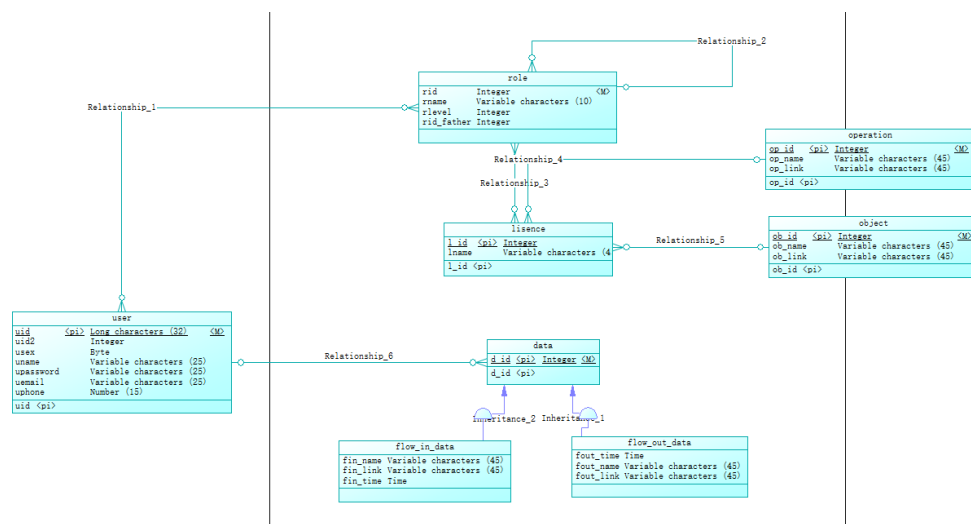 Relationship_2
role
rid Integer <M>
rname Variable characters (10)
rlevel Integer
rid_father Integer
Relationship_1
operation
op_id <pi> Integer <M>
op_name Variable characters (45)
op_link Variable characters (45)
op_id <pi>
Relationship_4
Relationship_3
lisence
l_id <pi> Integer
lname Variable characters (4
l_id <pi>
Relationship_5
object
ob_id <pi> Integer <M>
ob_name Variable characters (45)
ob_link Variable characters (45)
ob_id <pi>
user
uid <pi> Long characters (32) <M>
uid2 Integer
usex Byte
uname Variable characters (25)
upassword Variable characters (25)
uemail Variable characters (25)
uphone Number (15)
uid <pi>
Relationship_6
data
d_id <pi> Integer <M>
d_id <pi>
Inheritance_2
Inheritance_1
flow_in_data
fin_name Variable characters (45)
fin_link Variable characters (45)
fin_time Time
flow_out_data
fout_time Time
fout_name Variable characters (45)
fout_link Variable characters (45)